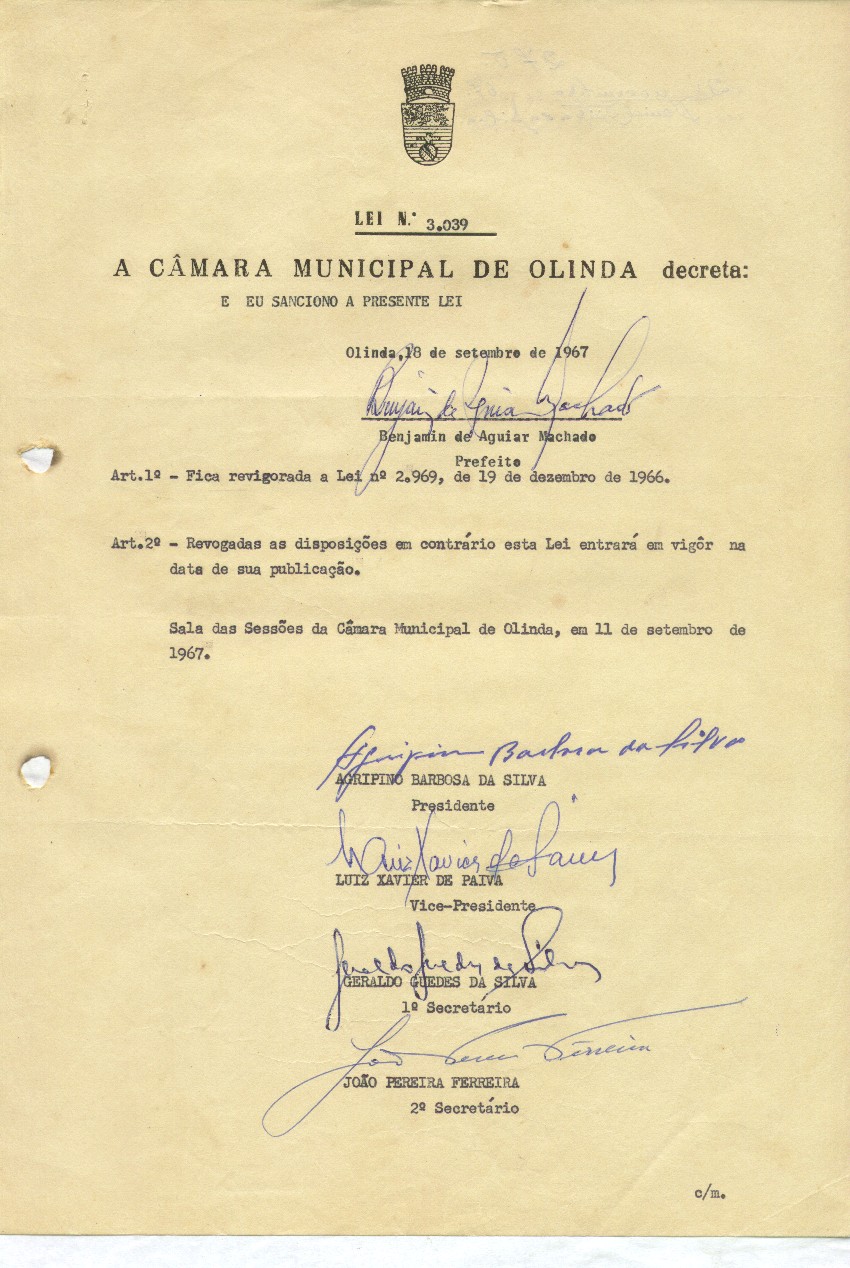 LEI N.º 3.039
A CÂMARA MUNICIPAL DE OLINDA decreta:
E EU SANCIONO A PRESENTE LEI
Olinda,18 de setembro de 1967
Benjamin de Aguiar Machado
Benjamin de Aguiar Machado
Prefeito
Art.1º - Fica revigorada a Lei nº 2.969, de 19 de dezembro de 1966.
Art.2º - Revogadas as disposições em contrário esta Lei entrará em vigôr na
data de sua publicação.
Sala das Sessões da Câmara Municipal de Olinda, em 11 de setembro de
1967.
Agripino Barbosa da Silva
AGRIPINO BARBOSA DA SILVA
Presidente
Luiz Xavier de Paiva
LUIZ XAVIER DE PAIVA
Vice-Presidente
Geraldo Guedes da Silva
GERALDO GUEDES DA SILVA
1º Secretário
João Pereira Ferreira
JOÃO PEREIRA FERREIRA
2º Secretário
c/m.